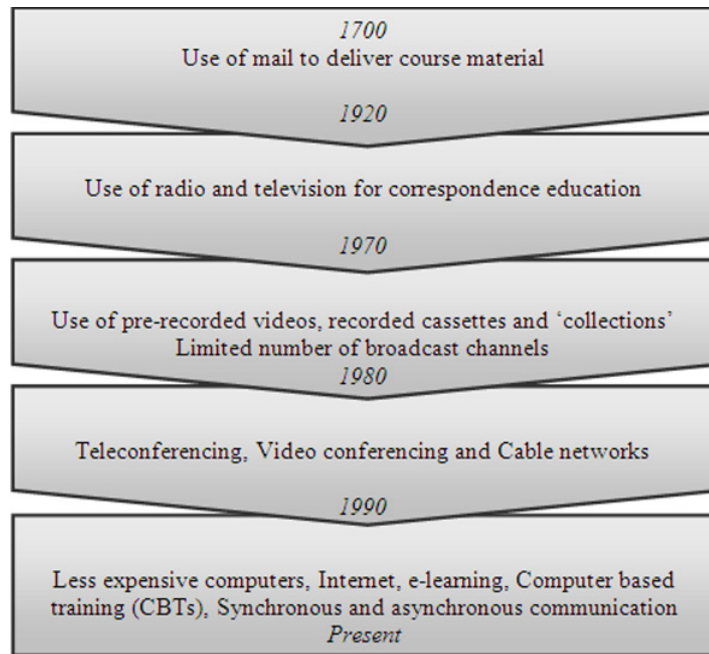 1700
Use of mail to deliver course material
1920
Use of radio and television for correspondence education
1970
Use of pre-recorded videos, recorded cassettes and ‘collections’
Limited number of broadcast channels
1980
Teleconferencing, Video conferencing and Cable networks
1990
Less expensive computers, Internet, e-learning, Computer based
training (CBTs), Synchronous and asynchronous communication
Present